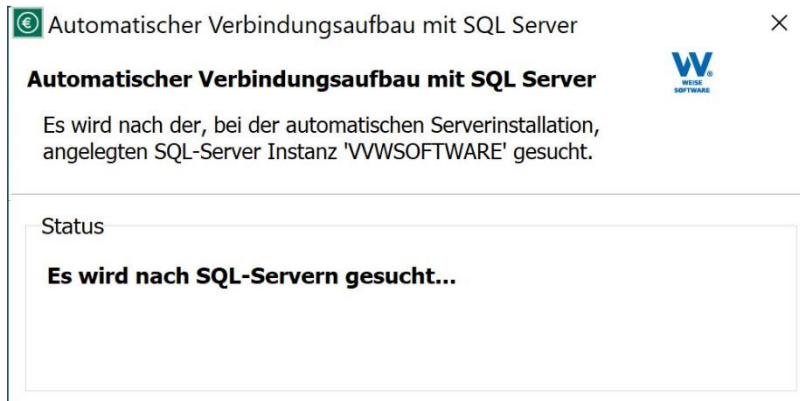 Automatischer Verbindungsaufbau mit SQL Server
Automatischer Verbindungsaufbau mit SQL Server
WEISE
SOFTWARE
Es wird nach der, bei der automatischen Serverinstallation,
angelegten SQL-Server Instanz 'VVWSOFTWARE' gesucht.
Status
Es wird nach SQL-Servern gesucht...